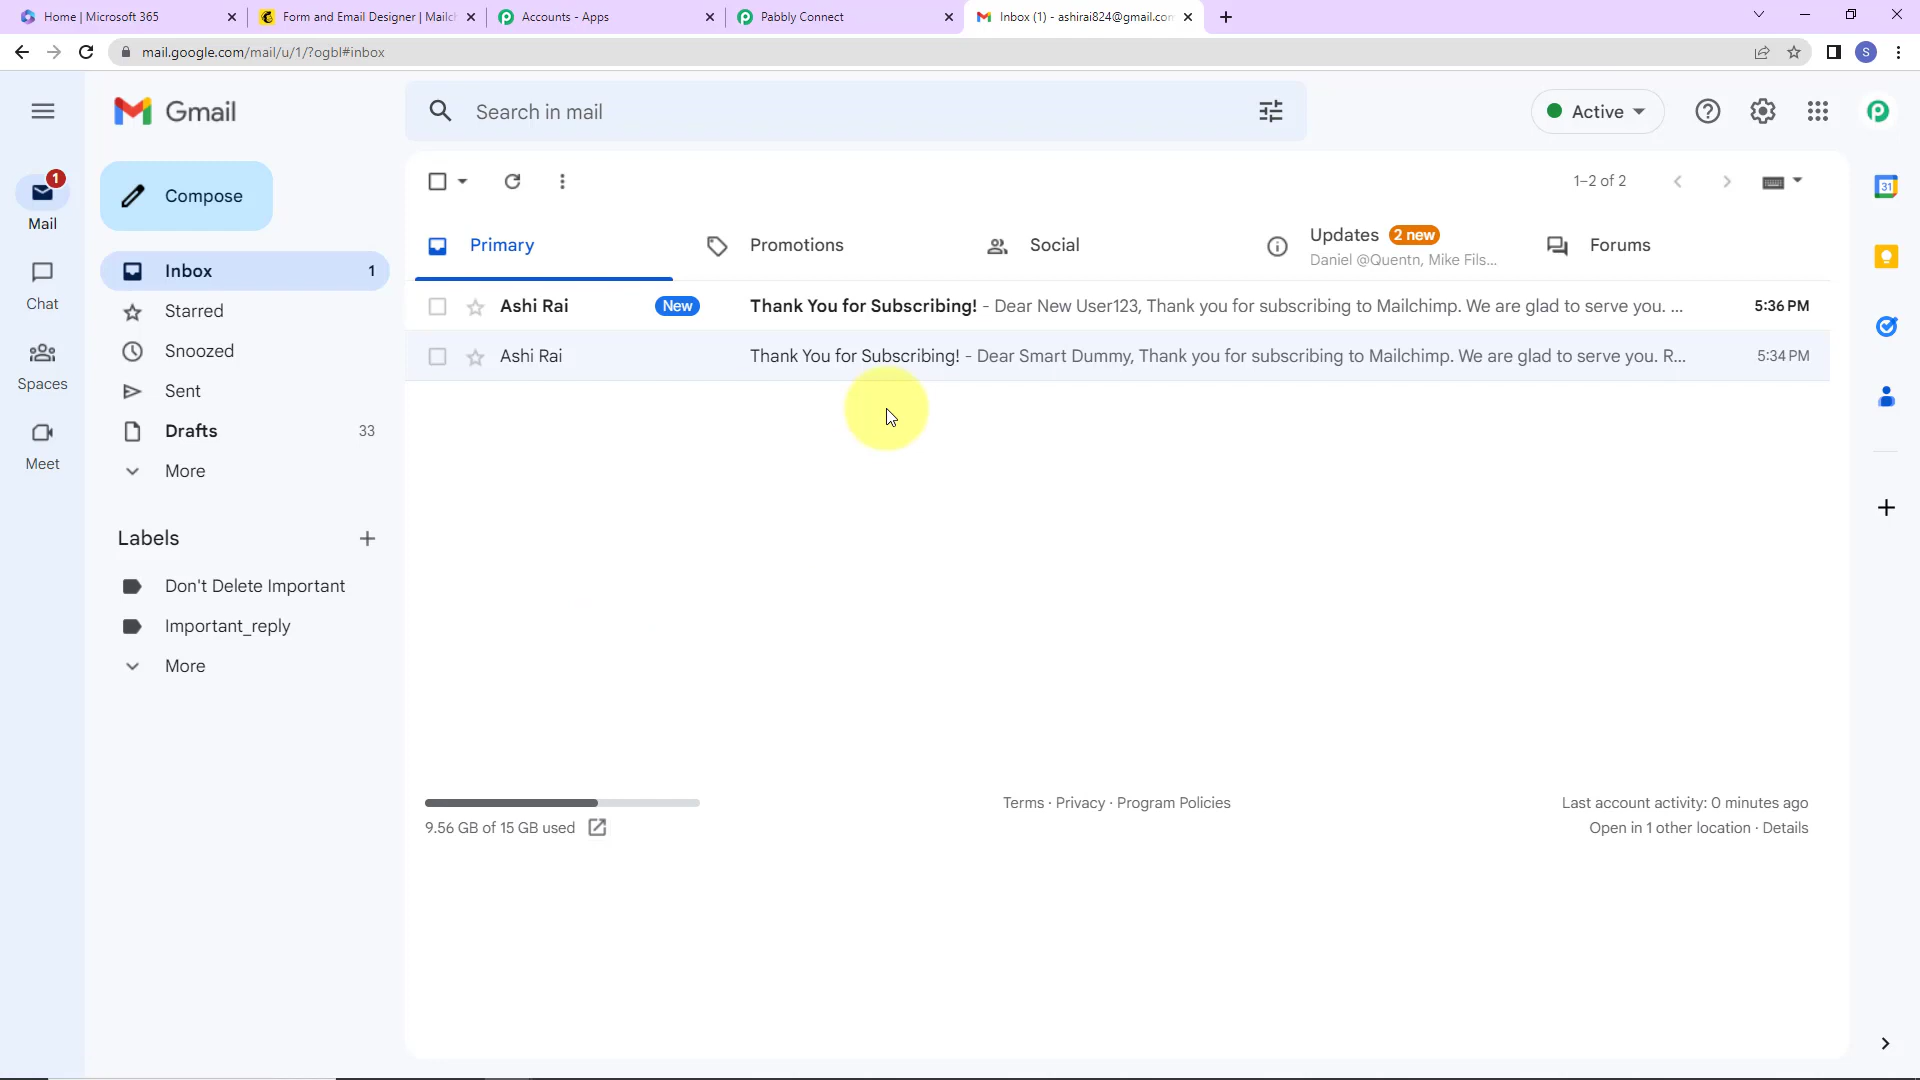 Home | Microsoft 365
Form and Email Designer | Mailch
Accounts - Apps
Pabbly Connect
Inbox (1) - ashirai824@gmail.com
mail.google.com/mail/u/1/?ogbl#inbox
S
Gmail
Search in mail
Active
1
Mail
Chat
Spaces
Meet
Compose
Inbox 1
Starred
Snoozed
Sent
Drafts 33
More
Labels
Don't Delete Important
Important_reply
More
1–2 of 2
Primary
Promotions
Social
Updates 2 new
Daniel @Quentn, Mike Fils...
Forums
Ashi Rai New Thank You for Subscribing! - Dear New User123, Thank you for subscribing to Mailchimp. We are glad to serve you. ... 5:36 PM
Ashi Rai Thank You for Subscribing! - Dear Smart Dummy, Thank you for subscribing to Mailchimp. We are glad to serve you. R... 5:34 PM
9.56 GB of 15 GB used
Terms · Privacy · Program Policies
Last account activity: 0 minutes ago
Open in 1 other location · Details
31